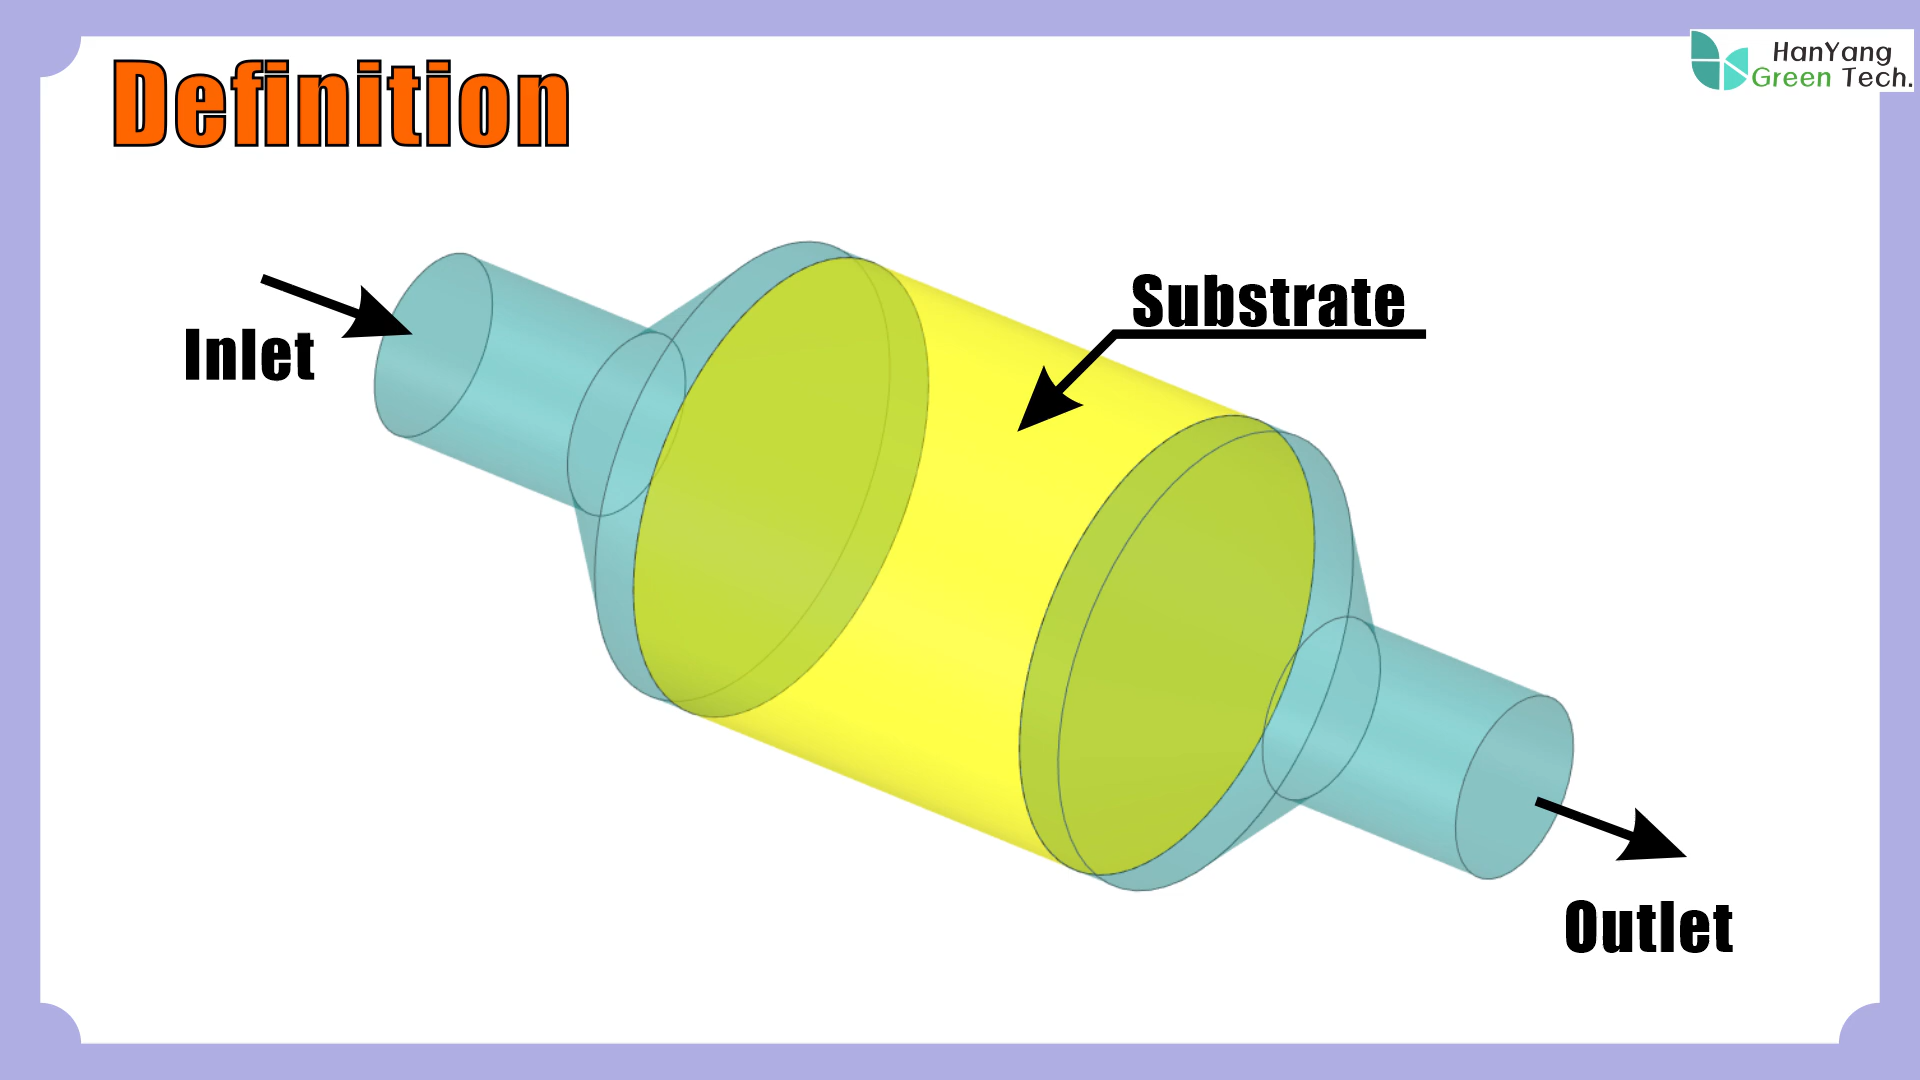 Definition
HanYang
Green Tech.
Inlet
Substrate
Outlet